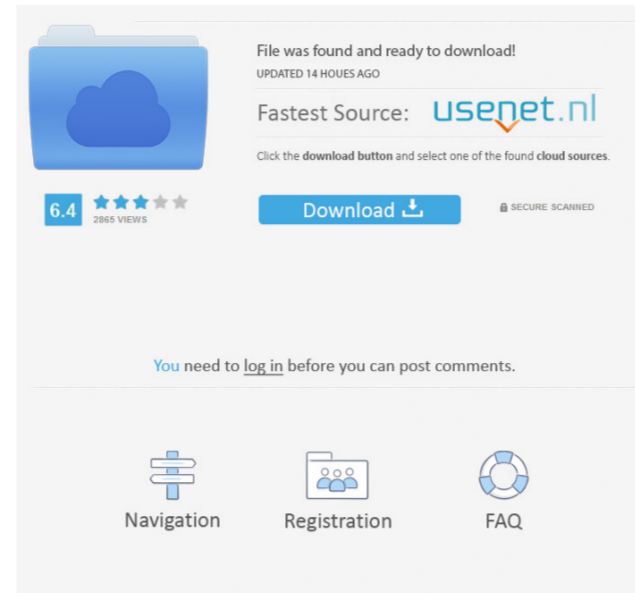 File was found and ready to download!
UPDATED 14 HOUES AGO
Fastest Source: usenet.nl
Click the download button and select one of the found cloud sources.
6.4
2865 VIEWS
Download
SECURE SCANNED
You need to log in before you can post comments.
Navigation
Registration
FAQ